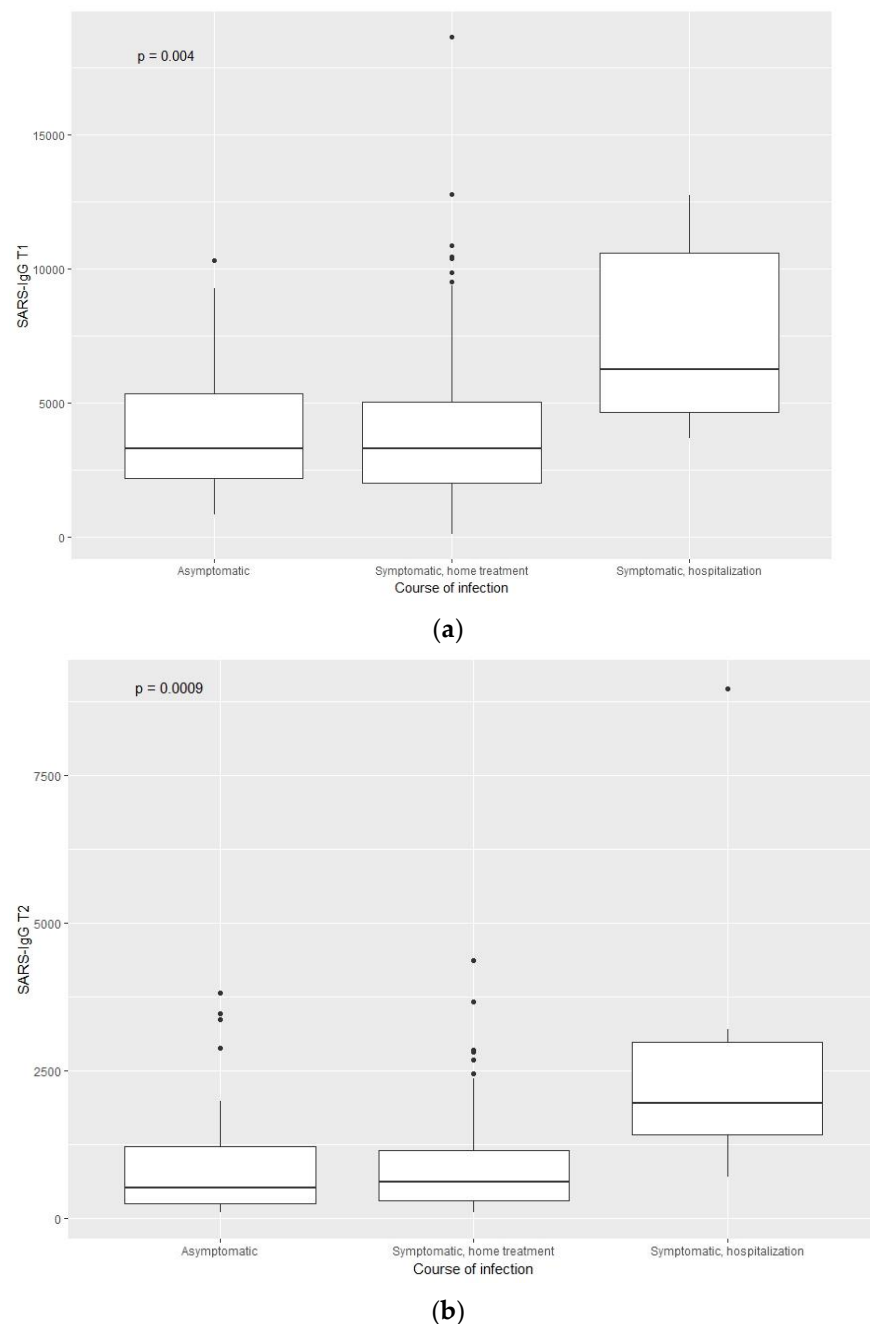 p = 0.004
15000
10000
5000
0
SARS-IgG T1
Asymptomatic
Symptomatic, home treatment
Symptomatic, hospitalization
Course of infection
(a)
p = 0.0009
7500
5000
2500
0
SARS-IgG T2
Asymptomatic
Symptomatic, home treatment
Symptomatic, hospitalization
Course of infection
(b)